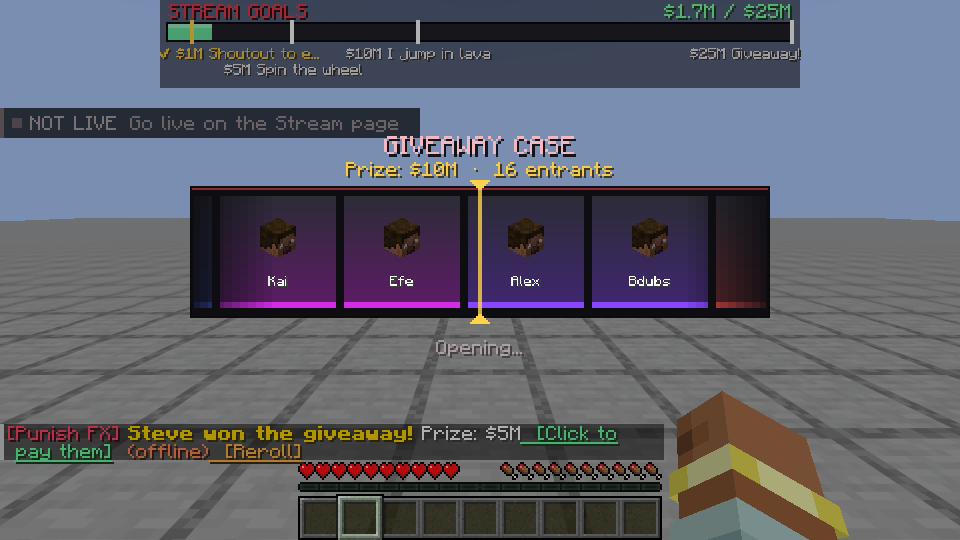 STREAM GOALS
$1.7M / $25M
✔ $1M Shoutout to e...
$10M I jump in lava
$25M Giveaway!
$5M Spin the wheel
NOT LIVE Go live on the Stream page
GIVEAWAY CASE
Prize: $10M · 16 entrants
Kai
Efe
Alex
Bdubs
Opening...
[Punish FX] Steve won the giveaway! Prize: $5M [Click to
pay them] (offline) [Reroll]